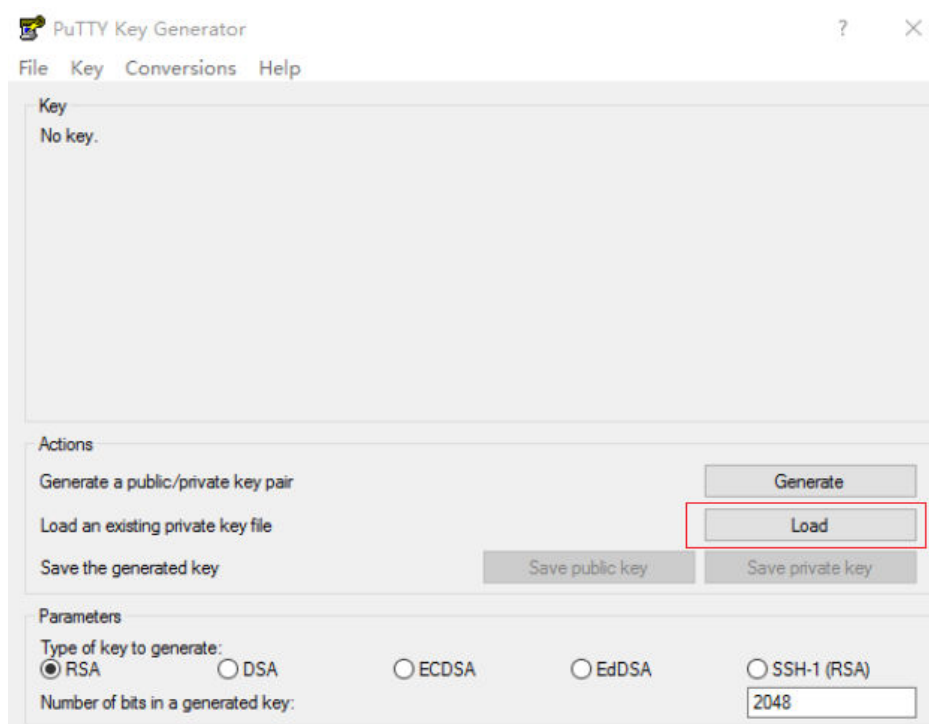 PuTTY Key Generator
File Key Conversions Help
Key
No key.
Actions
Generate a public/private key pair Generate
Load an existing private key file Load
Save the generated key Save public key Save private key
Parameters
Type of key to generate:
RSA DSA ECDSA EdDSA SSH-1 (RSA)
Number of bits in a generated key: 2048